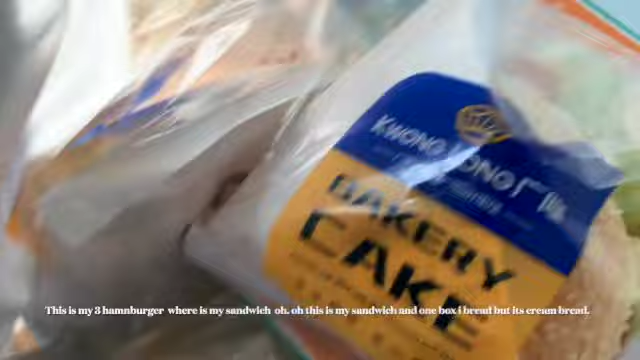 KWONG
BAKERY
CAKE
This is my 3 hamnburger where is my sandwich oh. oh this is my sandwich and one box i bread but its cream bread.